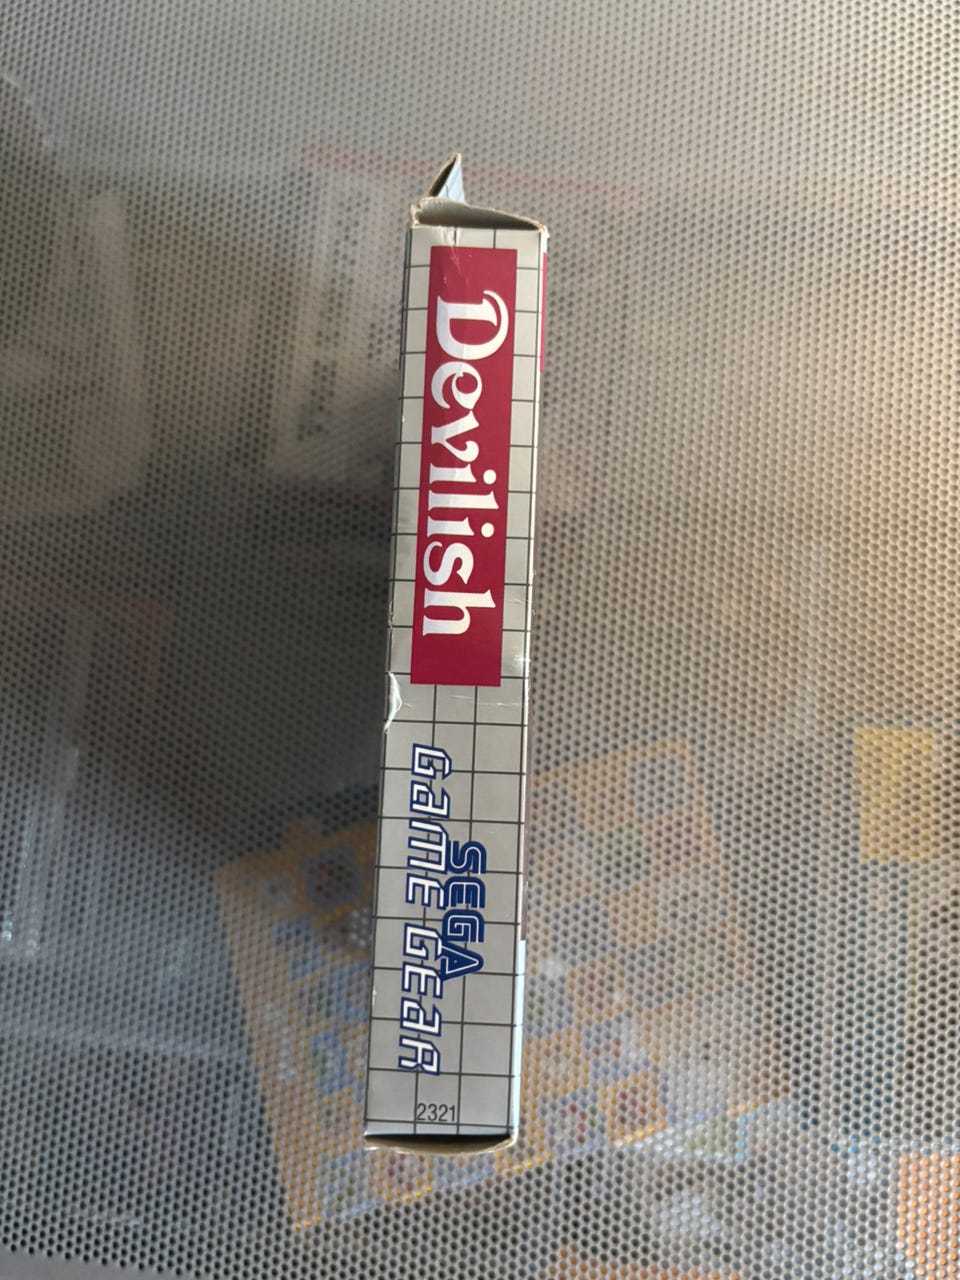 Devilish
SEGA
GAME GEAR
2321